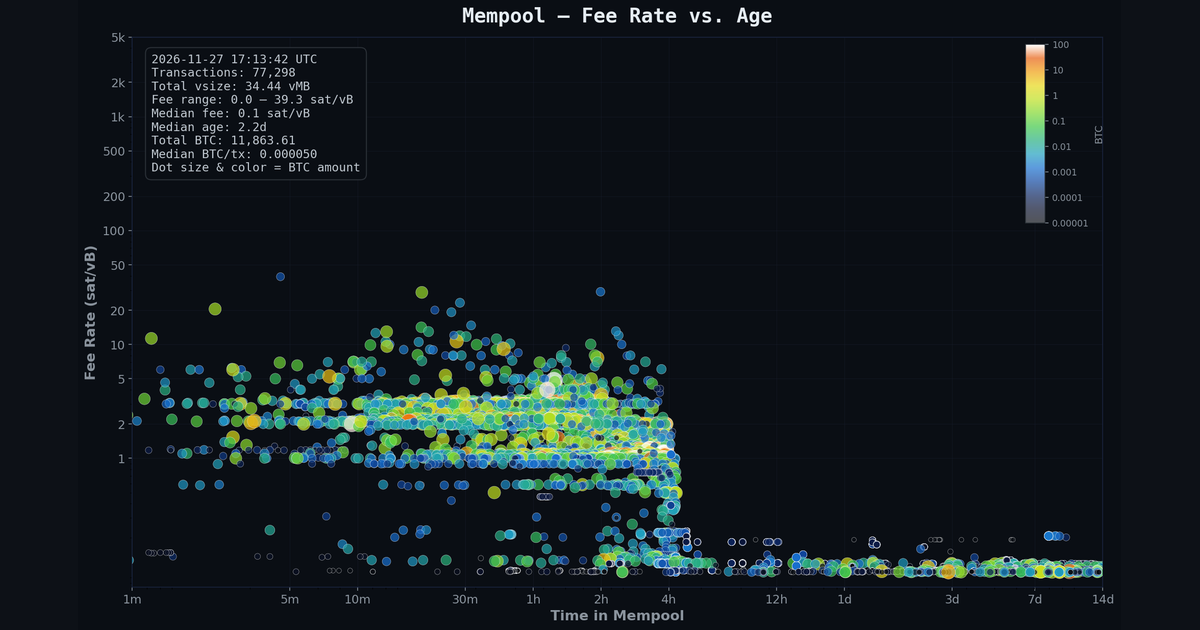 Mempool — Fee Rate vs. Age
2026-11-27 17:13:42 UTC
Transactions: 77,298
Total vsize: 34.44 vMB
Fee range: 0.0 — 39.3 sat/vB
Median fee: 0.1 sat/vB
Median age: 2.2d
Total BTC: 11,863.61
Median BTC/tx: 0.000050
Dot size & color = BTC amount
5k
2k
1k
500
200
100
50
20
10
5
2
1
Fee Rate (sat/vB)
100
10
1
0.1
0.01
0.001
0.0001
0.00001
BTC
1m
5m
10m
30m
1h
2h
4h
12h
1d
3d
7d
14d
Time in Mempool